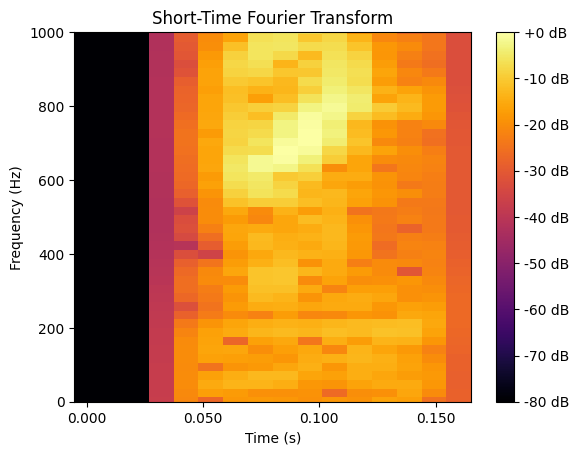 Short-Time Fourier Transform
Frequency (Hz)
1000
800
600
400
200
0
0.000
0.050
0.100
0.150
Time (s)
+0 dB
-10 dB
-20 dB
-30 dB
-40 dB
-50 dB
-60 dB
-70 dB
-80 dB